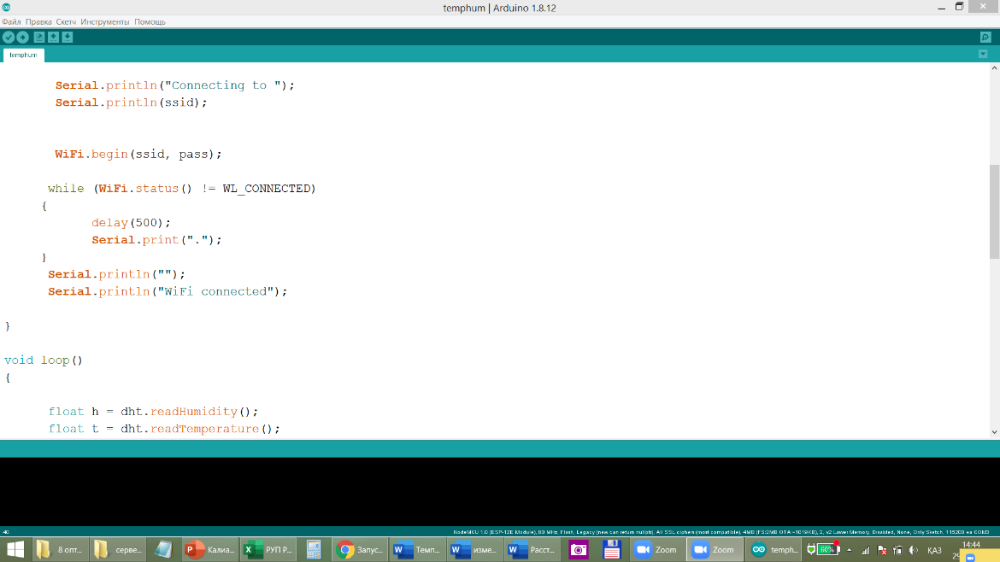 temphum | Arduino 1.8.12
Файл Правка Скетч Инструменты Помощь
temphum
Serial.println("Connecting to ");
Serial.println(ssid);
WiFi.begin(ssid, pass);
while (WiFi.status() != WL_CONNECTED)
{
delay(500);
Serial.print(".");
}
Serial.println("");
Serial.println("WiFi connected");
}
void loop()
{
float h = dht.readHumidity();
float t = dht.readTemperature();
40 NodeMCU 1.0 (ESP-12E Module), 80 MHz, Flash, Legacy (new can return nullptr), All SSL ciphers (most compatible), 4MB (FS:2MB OTA:~1019KB), 2, v2 Lower Memory, Disabled, None, Only Sketch, 115200 на COM3
8 опт... серве... Калиа... РУП Р... Запус... Темп... изме... Расст... Zoom Zoom temph... 60% ҚАЗ 14:44